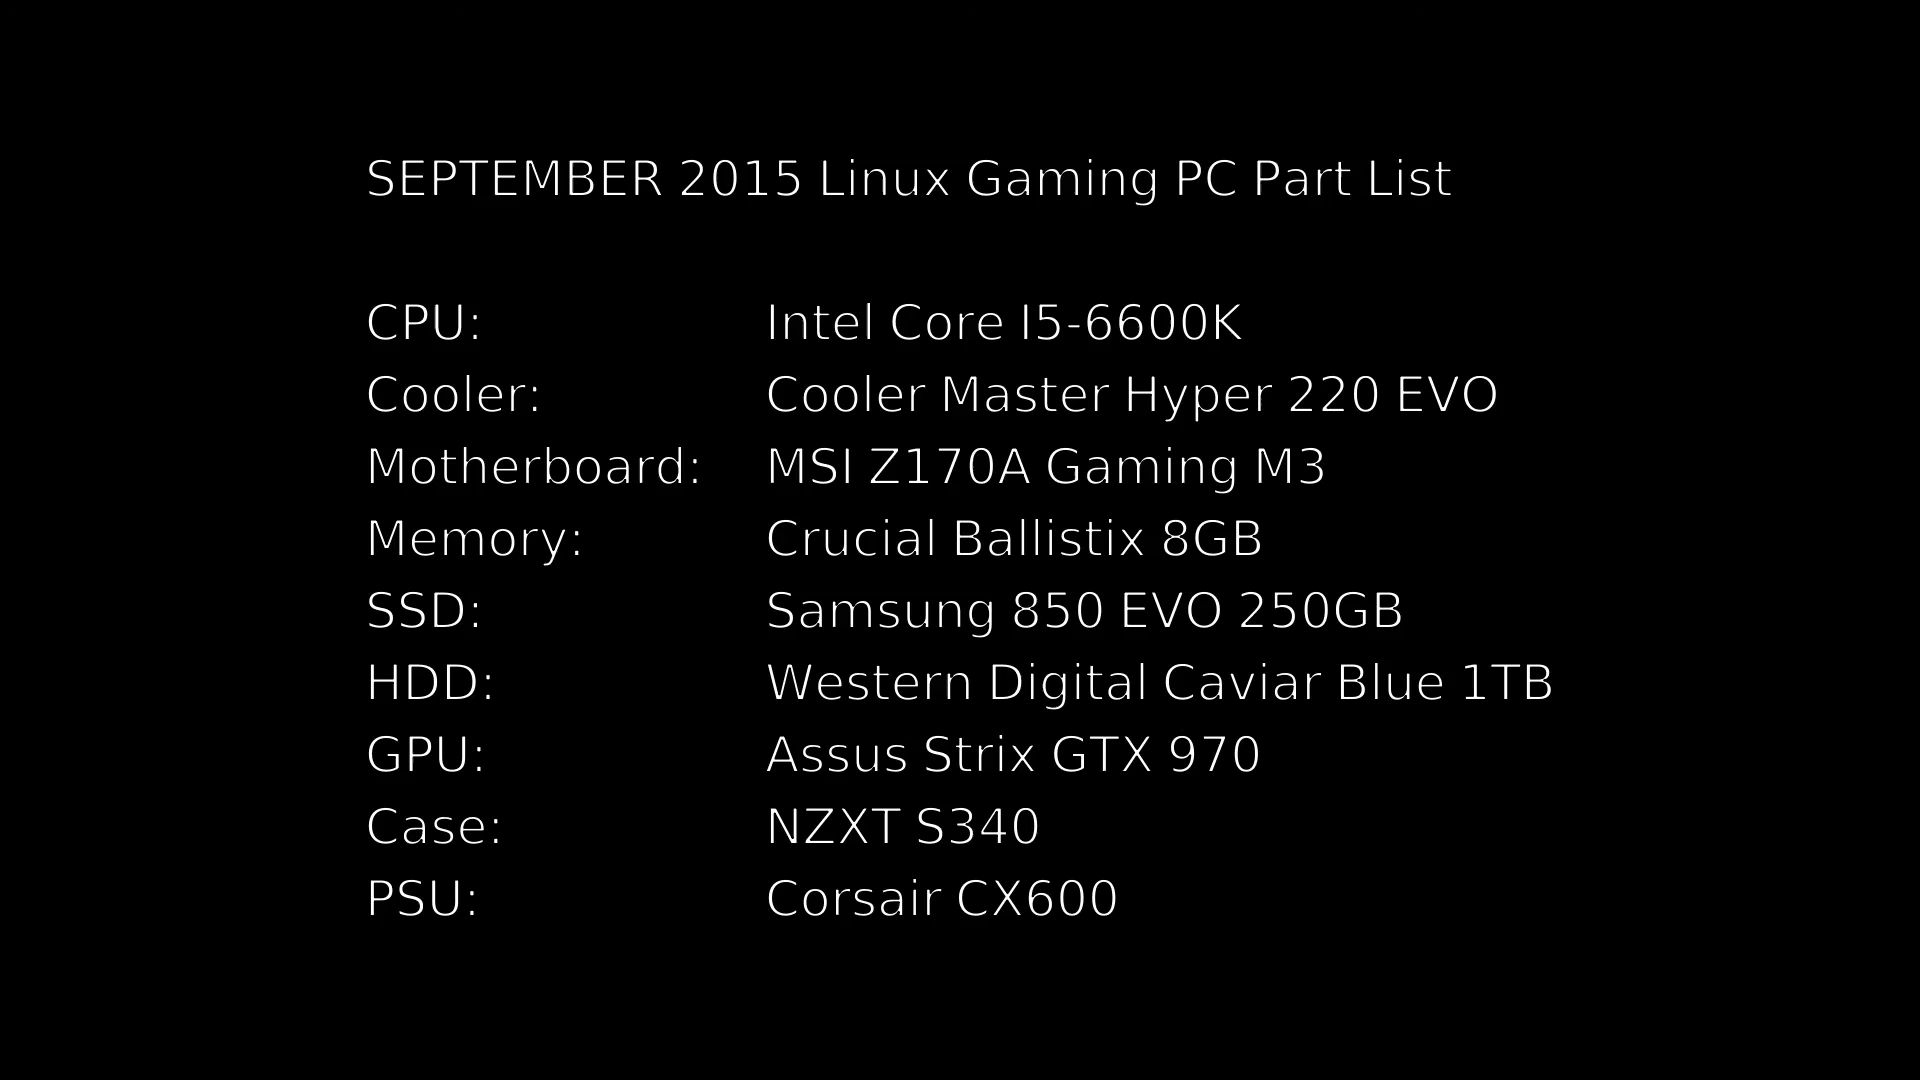 SEPTEMBER 2015 Linux Gaming PC Part List
CPU: Intel Core I5-6600K
Cooler: Cooler Master Hyper 220 EVO
Motherboard: MSI Z170A Gaming M3
Memory: Crucial Ballistix 8GB
SSD: Samsung 850 EVO 250GB
HDD: Western Digital Caviar Blue 1TB
GPU: Assus Strix GTX 970
Case: NZXT S340
PSU: Corsair CX600